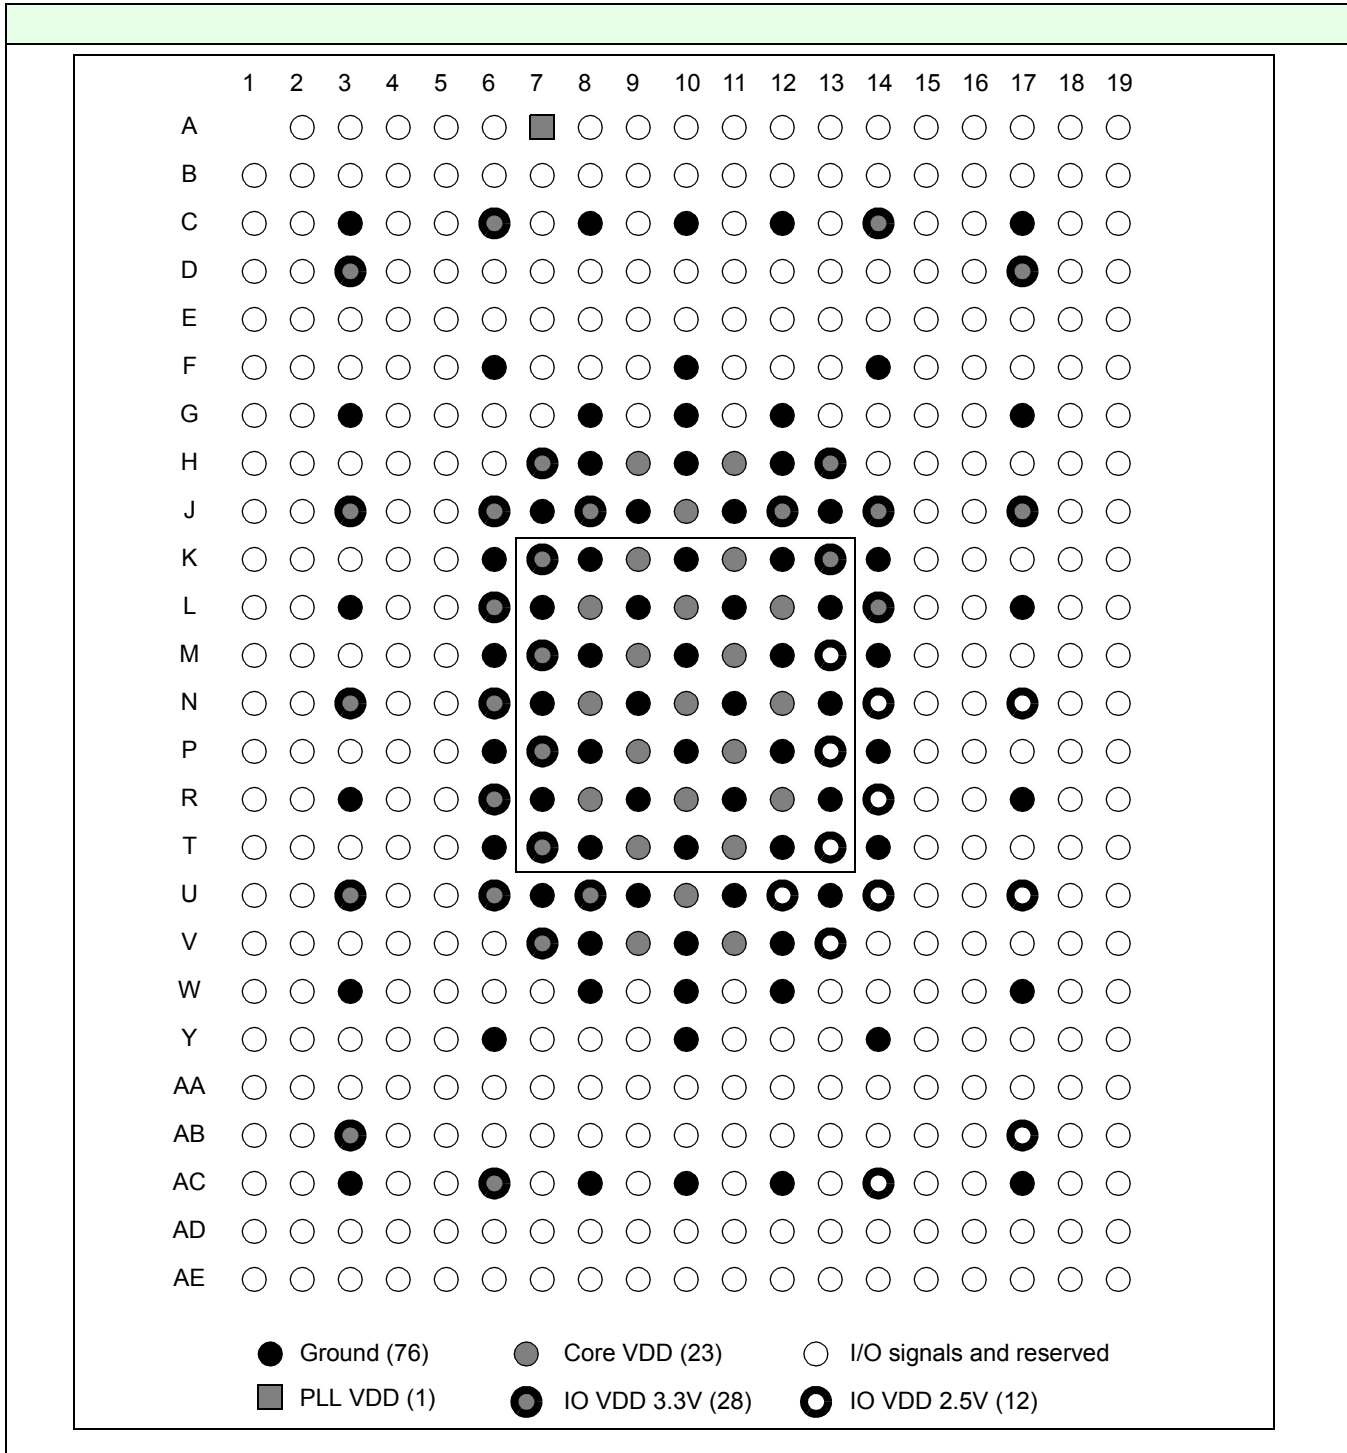 1 2 3 4 5 6 7 8 9 10 11 12 13 14 15 16 17 18 19
A
B
C
D
E
F
G
H
J
K
L
M
N
P
R
T
U
V
W
Y
AA
AB
AC
AD
AE
Ground (76) Core VDD (23) I/O signals and reserved
PLL VDD (1) IO VDD 3.3V (28) IO VDD 2.5V (12)